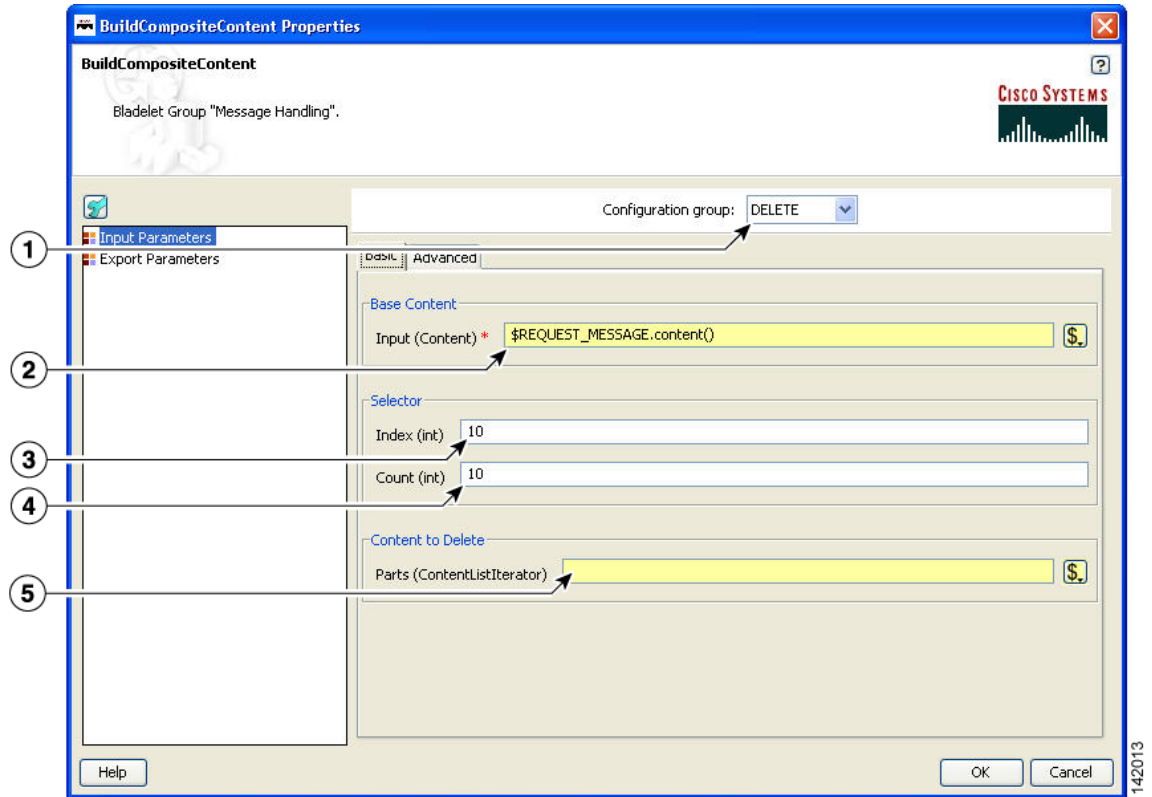 BuildCompositeContent Properties
BuildCompositeContent
Bladelet Group "Message Handling".
CISCO SYSTEMS
Configuration group: DELETE
1
Input Parameters
Export Parameters
Basic Advanced
Base Content
Input (Content) * $REQUEST_MESSAGE.content() $
2
Selector
Index (int) 10
3
Count (int) 10
4
Content to Delete
Parts (ContentListIterator) $
5
Help OK Cancel
142013